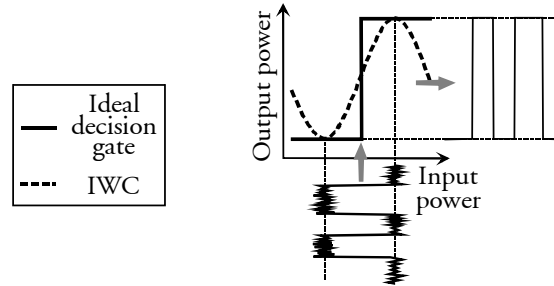 Ideal
decision
gate
IWC
Output power
Input
power